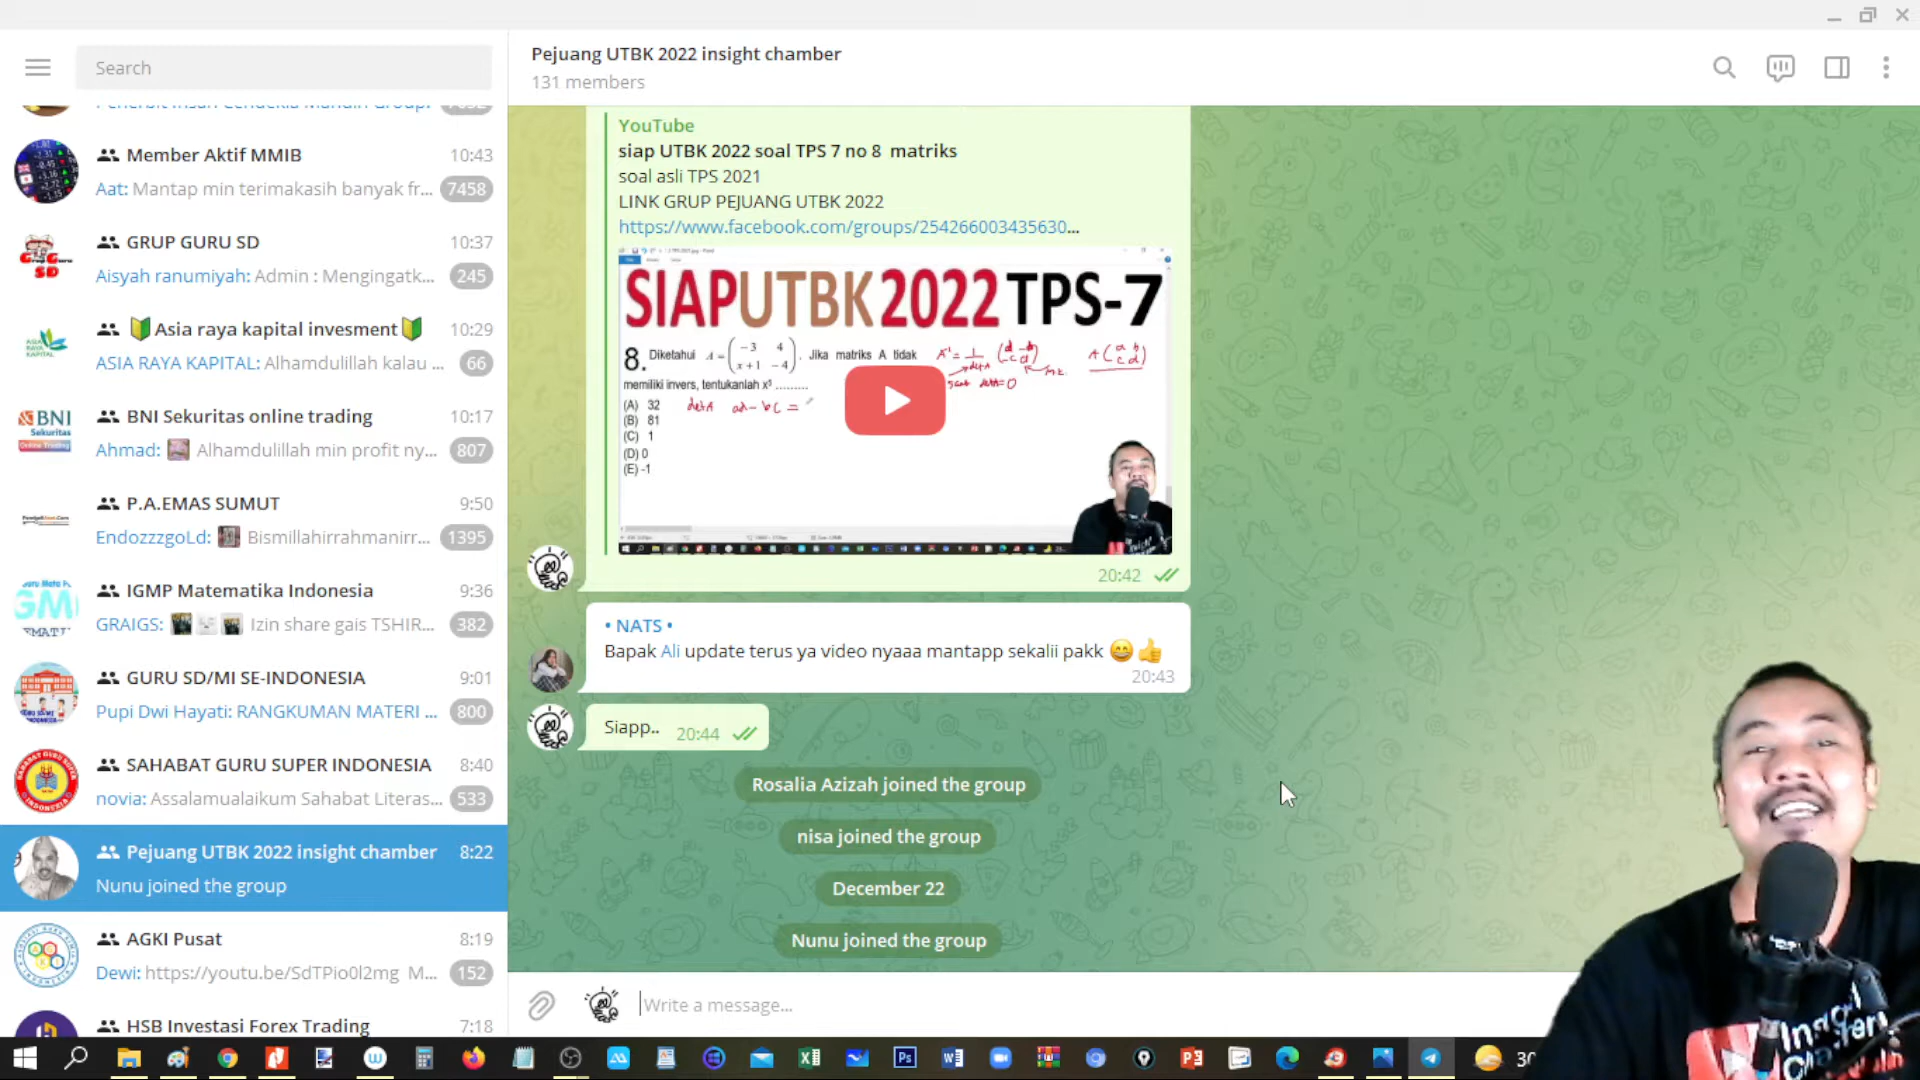 Search
Pejuang UTBK 2022 insight chamber
131 members
Member Aktif MMIB 10:43
Aat: Mantap min terimakasih banyak fr... 7458
GRUP GURU SD 10:37
Aisyah ranumiyah: Admin : Mengingatk... 245
Asia raya kapital invesment 10:29
ASIA RAYA KAPITAL: Alhamdulillah kalau ... 66
BNI Sekuritas online trading 10:17
Ahmad: Alhamdulillah min profit ny... 807
P.A.EMAS SUMUT 9:50
EndozzzgoLd: Bismillahirrahmanirr... 1395
IGMP Matematika Indonesia 9:36
GRAIGS: Izin share gais TSHIR... 382
GURU SD/MI SE-INDONESIA 9:01
Pupi Dwi Hayati: RANGKUMAN MATERI ... 800
SAHABAT GURU SUPER INDONESIA 8:40
novia: Assalamualaikum Sahabat Literas... 533
Pejuang UTBK 2022 insight chamber 8:22
Nunu joined the group
AGKI Pusat 8:19
Dewi: https://youtu.be/SdTPio0l2mg M... 152
HSB Investasi Forex Trading 7:18
YouTube
siap UTBK 2022 soal TPS 7 no 8 matriks
soal asli TPS 2021
LINK GRUP PEJUANG UTBK 2022
https://www.facebook.com/groups/254266003435630...
SIAPUTBK2022 TPS-7
8. Diketahui A = (-3 4 x+1 -4). Jika matriks A tidak
memiliki invers, tentukanlah x⁵ .........
(A) 32
(B) 81
(C) 1
(D) 0
(E) -1
20:42
• NATS •
Bapak Ali update terus ya video nyaaa mantapp sekalii pakk 😄👍
20:43
Siapp.. 20:44
Rosalia Azizah joined the group
nisa joined the group
December 22
Nunu joined the group
Write a message...